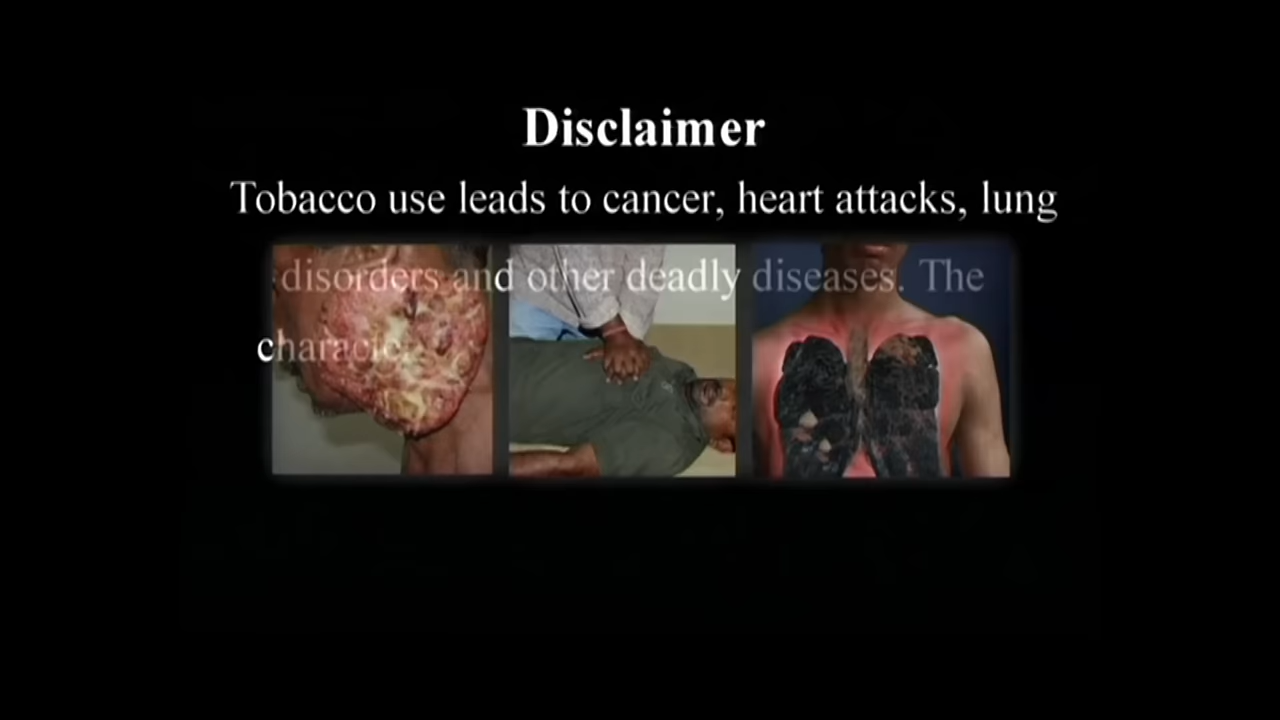 Disclaimer
Tobacco use leads to cancer, heart attacks, lung
disorders and other deadly diseases. The